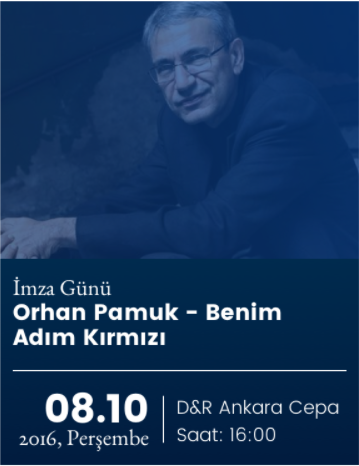 İmza Günü
Orhan Pamuk - Benim
Adım Kırmızı
08.10
2016, Perşembe
D&R Ankara Cepa
Saat: 16:00